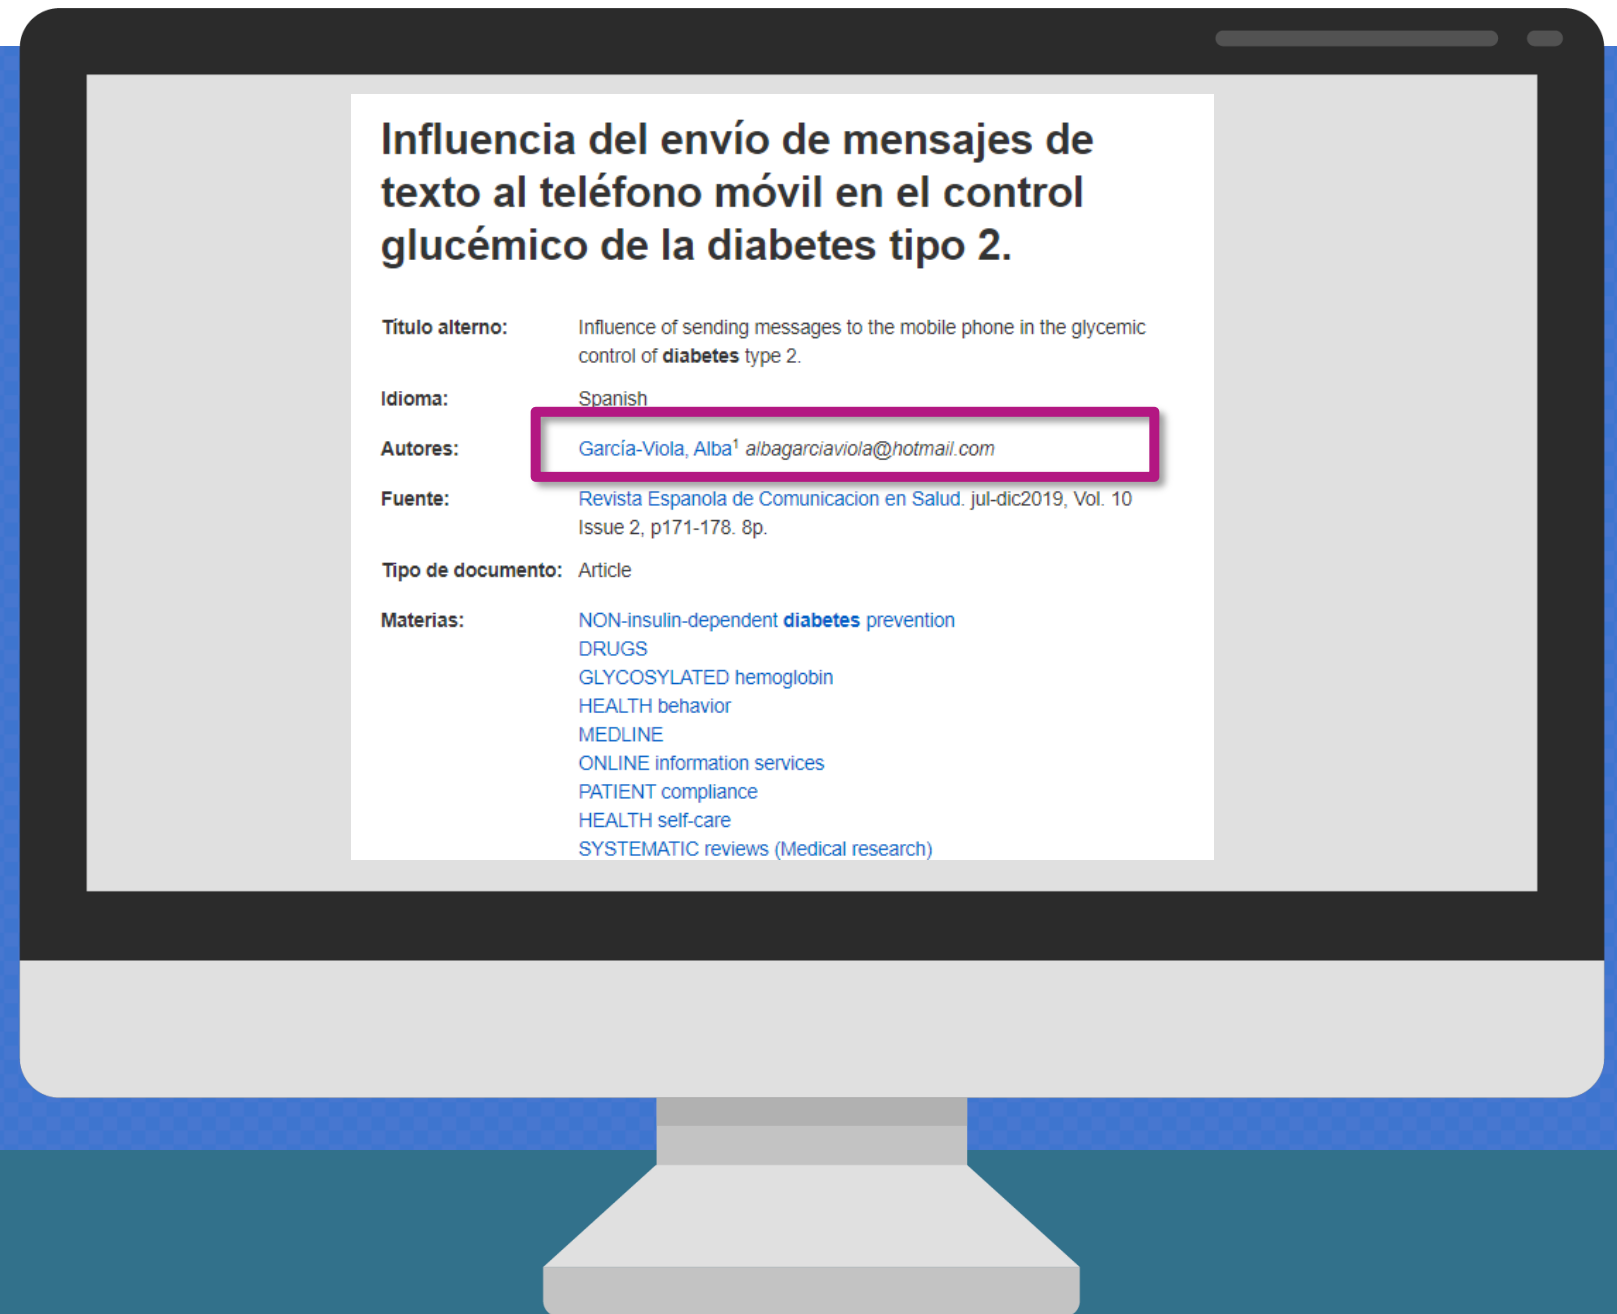 Influencia del envío de mensajes de
texto al teléfono móvil en el control
glucémico de la diabetes tipo 2.
Título alterno: Influence of sending messages to the mobile phone in the glycemic
control of diabetes type 2.
Idioma: Spanish
Autores: García-Viola, Alba¹ albagarciaviola@hotmail.com
Fuente: Revista Espanola de Comunicacion en Salud. jul-dic2019, Vol. 10
Issue 2, p171-178. 8p.
Tipo de documento: Article
Materias: NON-insulin-dependent diabetes prevention
DRUGS
GLYCOSYLATED hemoglobin
HEALTH behavior
MEDLINE
ONLINE information services
PATIENT compliance
HEALTH self-care
SYSTEMATIC reviews (Medical research)